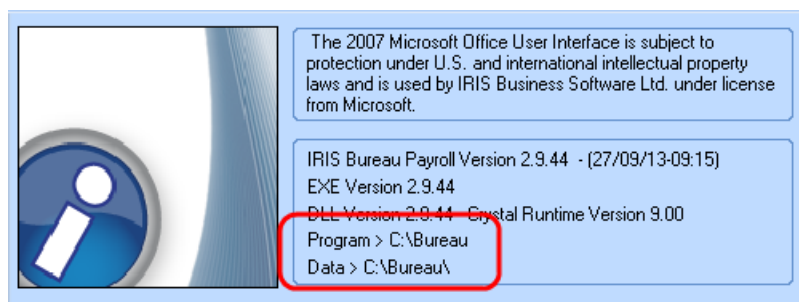 The 2007 Microsoft Office User Interface is subject to
protection under U.S. and international intellectual property
laws and is used by IRIS Business Software Ltd. under license
from Microsoft.
IRIS Bureau Payroll Version 2.9.44 - (27/09/13-09:15)
EXE Version 2.9.44
DLL Version 2.9.44 - Crystal Runtime Version 9.00
Program > C:\Bureau
Data > C:\Bureau\